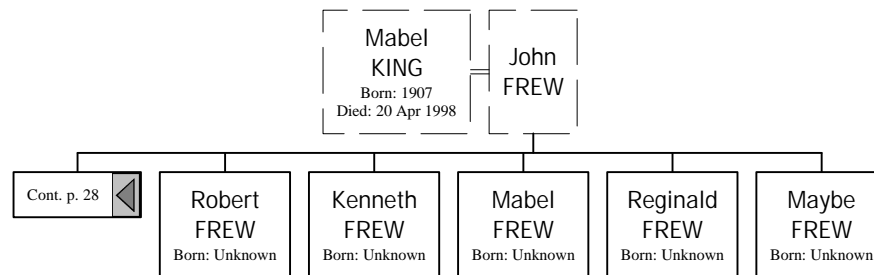 Mabel
KING
Born: 1907
Died: 20 Apr 1998
John
FREW
Cont. p. 28
Robert
FREW
Born: Unknown
Kenneth
FREW
Born: Unknown
Mabel
FREW
Born: Unknown
Reginald
FREW
Born: Unknown
Maybe
FREW
Born: Unknown